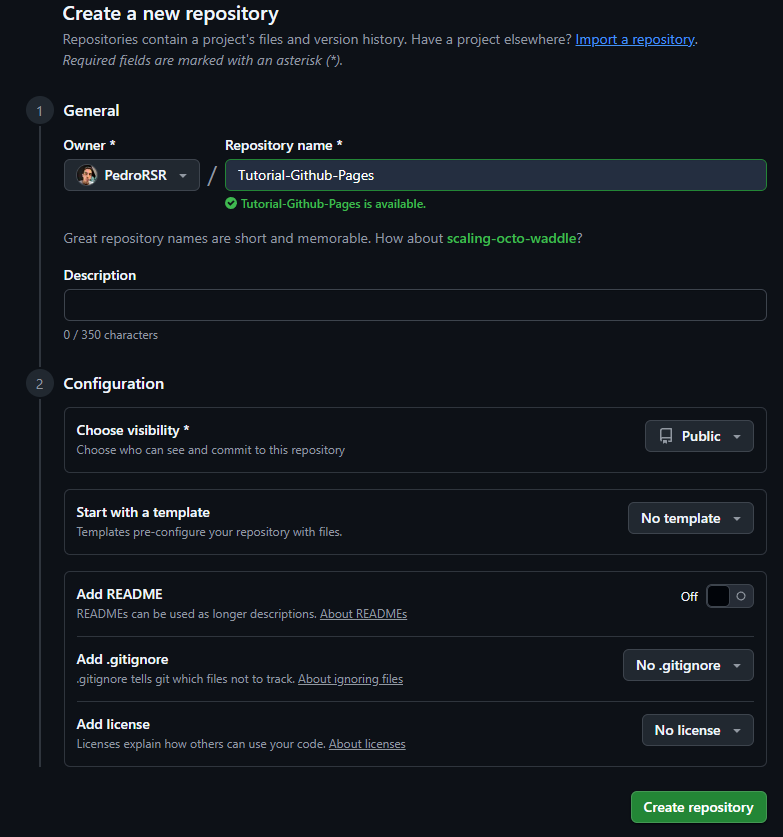 Create a new repository
Repositories contain a project's files and version history. Have a project elsewhere? Import a repository.
Required fields are marked with an asterisk (*).
1 General
Owner * Repository name *
PedroRSR / Tutorial-Github-Pages
Tutorial-Github-Pages is available.
Great repository names are short and memorable. How about scaling-octo-waddle?
Description
0 / 350 characters
2 Configuration
Choose visibility * Public
Choose who can see and commit to this repository
Start with a template No template
Templates pre-configure your repository with files.
Add README Off
READMEs can be used as longer descriptions. About READMEs
Add .gitignore No .gitignore
.gitignore tells git which files not to track. About ignoring files
Add license No license
Licenses explain how others can use your code. About licenses
Create repository